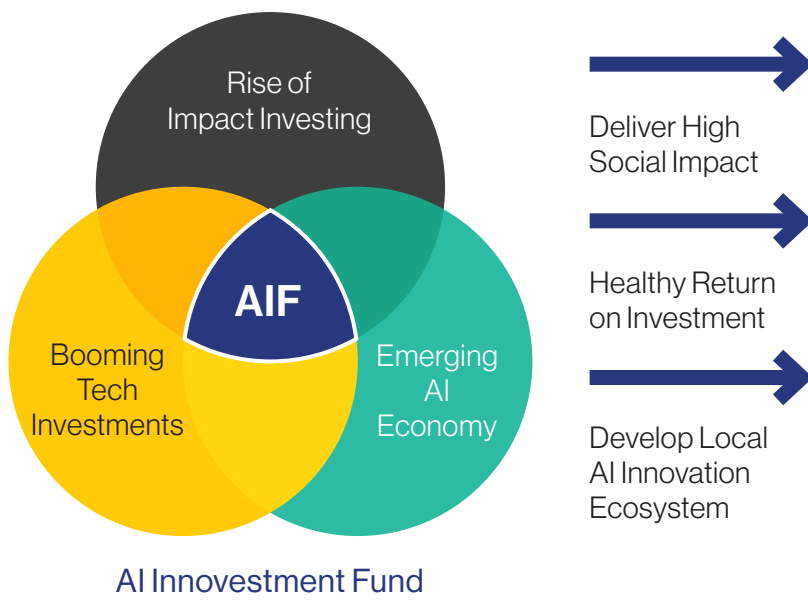 Rise of
Impact Investing
AIF
Booming
Tech
Investments
Emerging
AI
Economy
AI Innovestment Fund
Deliver High
Social Impact
Healthy Return
on Investment
Develop Local
AI Innovation
Ecosystem